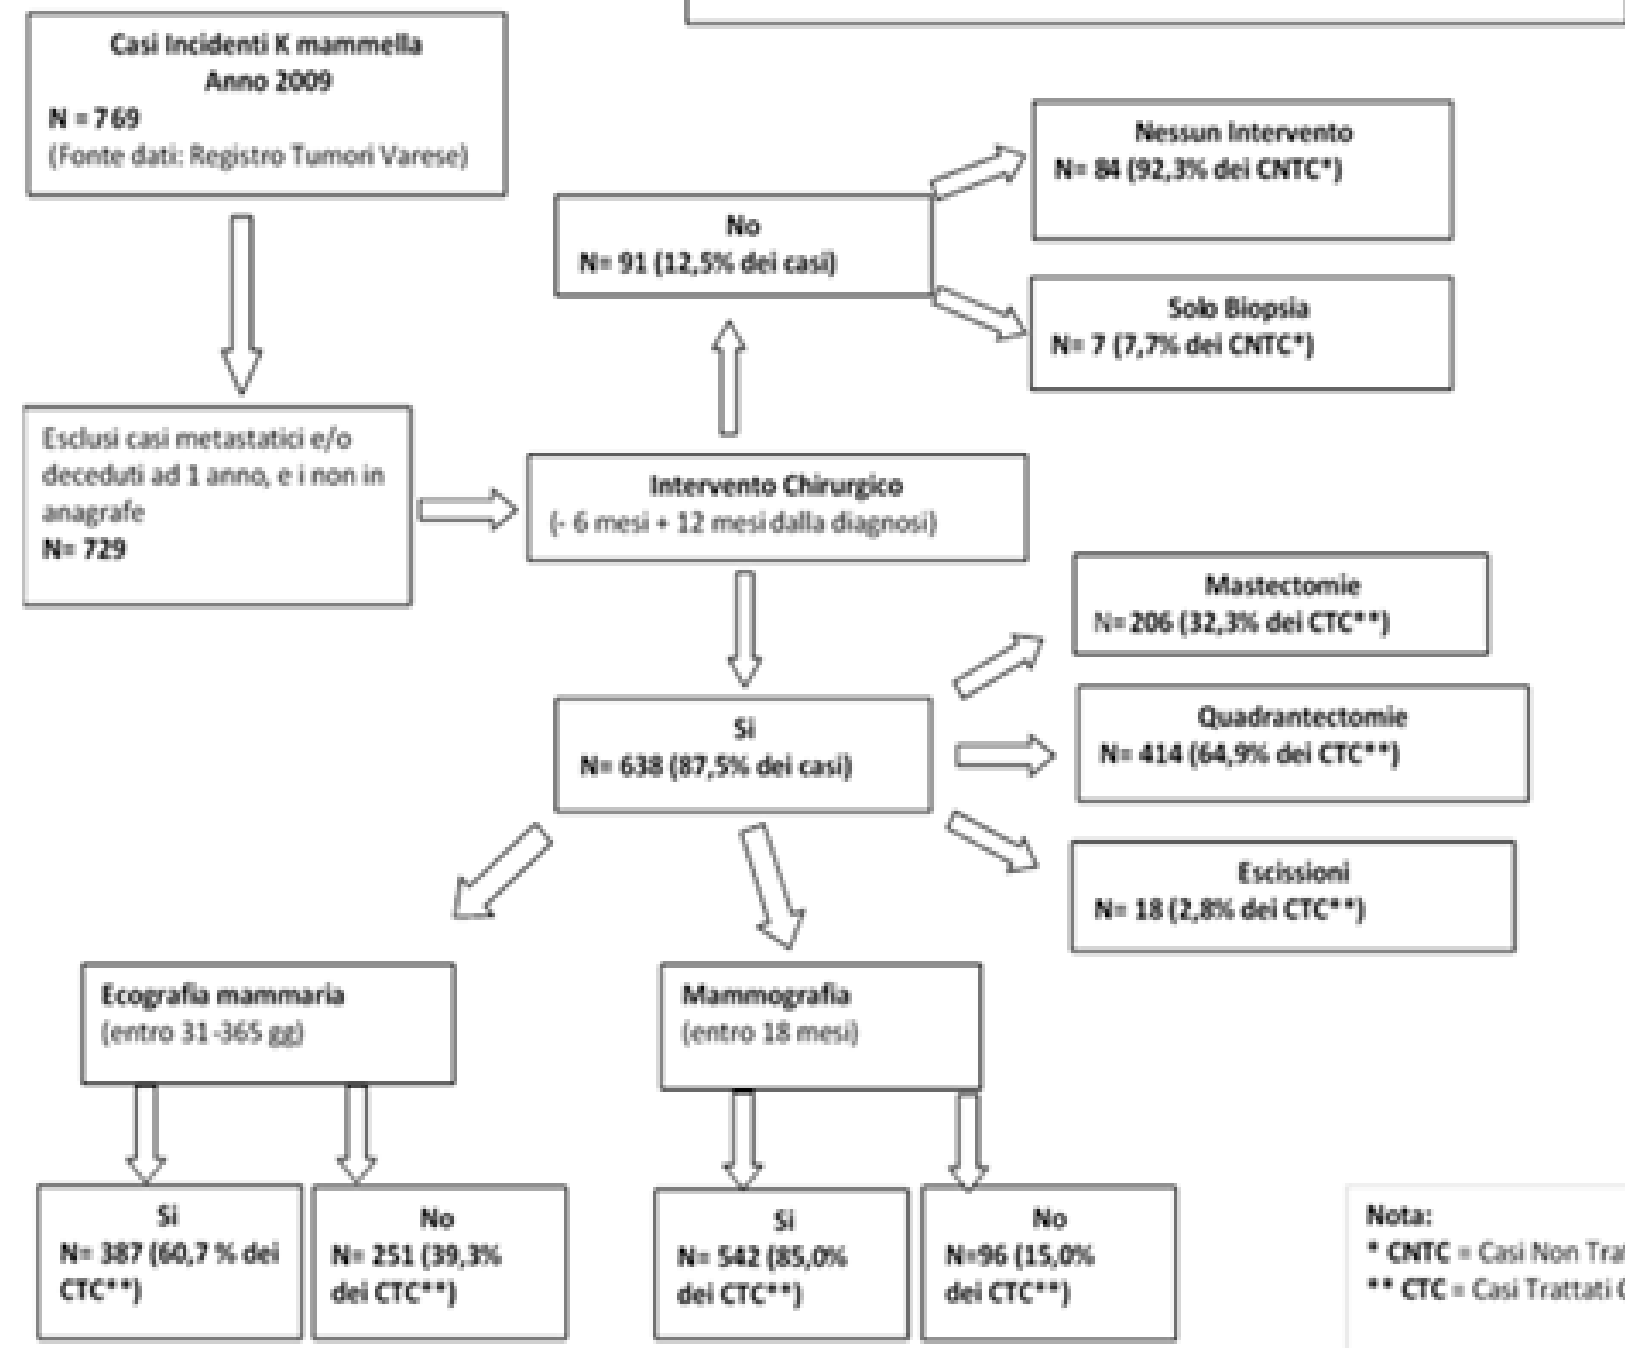 Casi Incidenti K mammella
Anno 2009
N = 769
(Fonte dati: Registro Tumori Varese)
Nessun Intervento
N= 84 (92,3% dei CNTC*)
No
N= 91 (12,5% dei casi)
Solo Biopsia
N= 7 (7,7% dei CNTC*)
Esclusi casi metastatici e/o
deceduti ad 1 anno, e i non in
anagrafe
N= 729
Intervento Chirurgico
(- 6 mesi + 12 mesi dalla diagnosi)
Mastectomie
N= 206 (32,3% dei CTC**)
Si
N= 638 (87,5% dei casi)
Quadrantectomie
N= 414 (64,9% dei CTC**)
Escissioni
N= 18 (2,8% dei CTC**)
Ecografia mammaria
(entro 31-365 gg)
Mammografia
(entro 18 mesi)
Si
N= 387 (60,7 % dei
CTC**)
No
N= 251 (39,3%
dei CTC**)
Si
N= 542 (85,0%
dei CTC**)
No
N=96 (15,0%
dei CTC**)
Nota:
* CNTC = Casi Non Tra
** CTC = Casi Trattati C